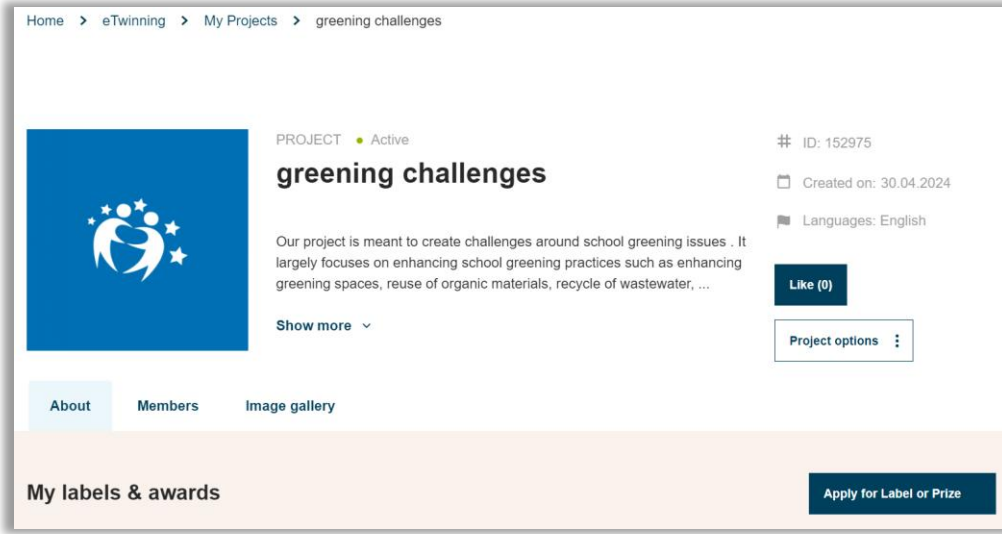 Home > eTwinning > My Projects > greening challenges
PROJECT • Active
greening challenges
Our project is meant to create challenges around school greening issues . It
largely focuses on enhancing school greening practices such as enhancing
greening spaces, reuse of organic materials, recycle of wastewater, ...
Show more
# ID: 152975
Created on: 30.04.2024
Languages: English
Like (0)
Project options
About Members Image gallery
My labels & awards
Apply for Label or Prize